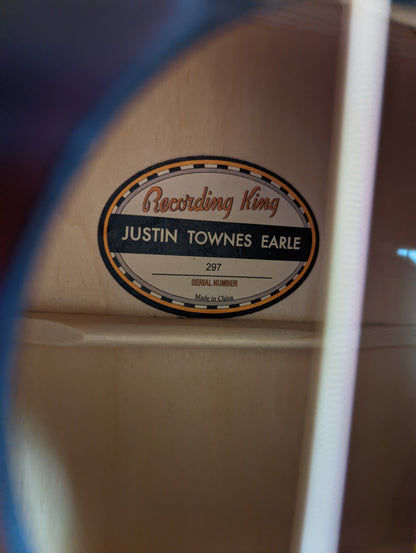 Recording King
JUSTIN TOWNES EARLE
297
SERIAL NUMBER
Made in China